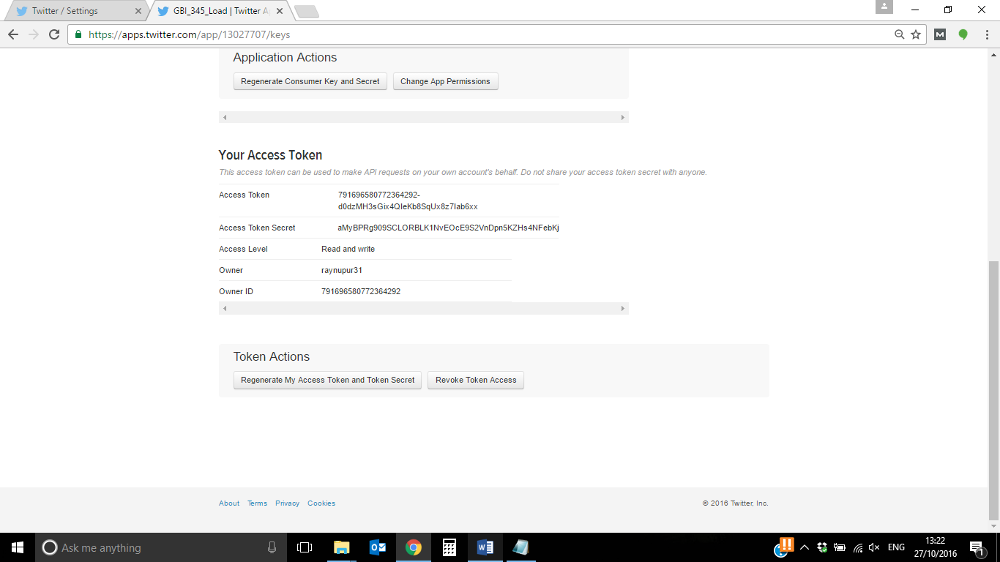 Twitter / Settings
GBI_345_Load | Twitter A
https://apps.twitter.com/app/13027707/keys
Application Actions
Regenerate Consumer Key and Secret
Change App Permissions
Your Access Token
This access token can be used to make API requests on your own account's behalf. Do not share your access token secret with anyone.
Access Token
791696580772364292-
d0dzMH3sGix4QIeKb8SqUx8z7Iab6xx
Access Token Secret
aMyBPRg909SCLORBLK1NvEOcE9S2VnDpn5KZHs4NFebKj
Access Level
Read and write
Owner
raynupur31
Owner ID
791696580772364292
Token Actions
Regenerate My Access Token and Token Secret
Revoke Token Access
About Terms Privacy Cookies
© 2016 Twitter, Inc.
Ask me anything
ENG
13:22
27/10/2016
1